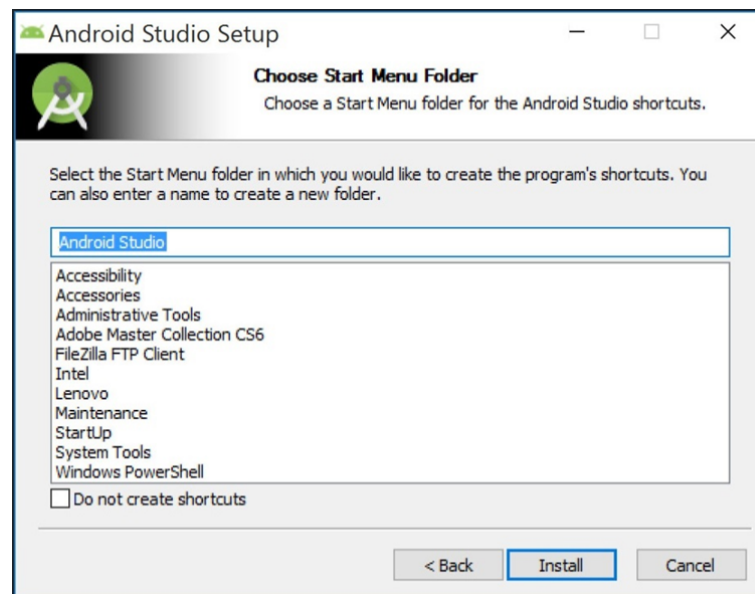 Android Studio Setup
Choose Start Menu Folder
Choose a Start Menu folder for the Android Studio shortcuts.
Select the Start Menu folder in which you would like to create the program's shortcuts. You
can also enter a name to create a new folder.
Android Studio
Accessibility
Accessories
Administrative Tools
Adobe Master Collection CS6
FileZilla FTP Client
Intel
Lenovo
Maintenance
StartUp
System Tools
Windows PowerShell
Do not create shortcuts
< Back Install Cancel